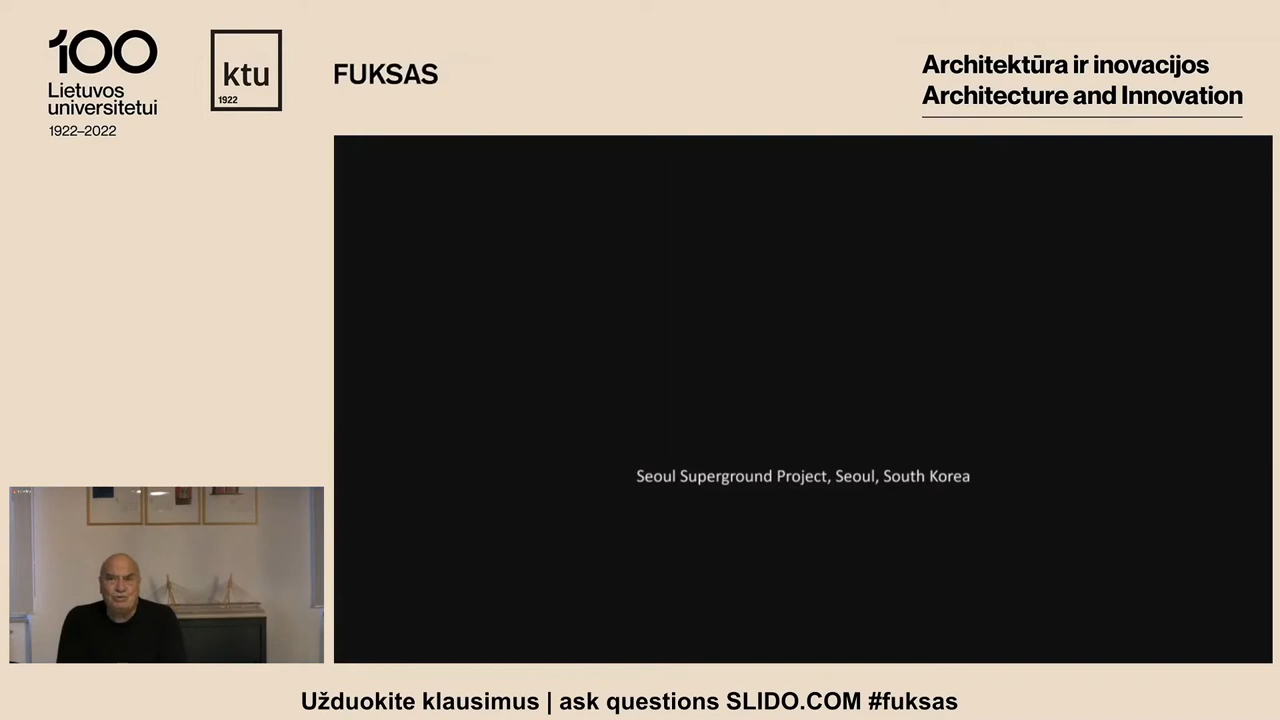 100
Lietuvos
universitetui
1922–2022
ktu
1922
FUKSAS
Architektūra ir inovacijos
Architecture and Innovation
Seoul Superground Project, Seoul, South Korea
Užduokite klausimus | ask questions SLIDO.COM #fuksas